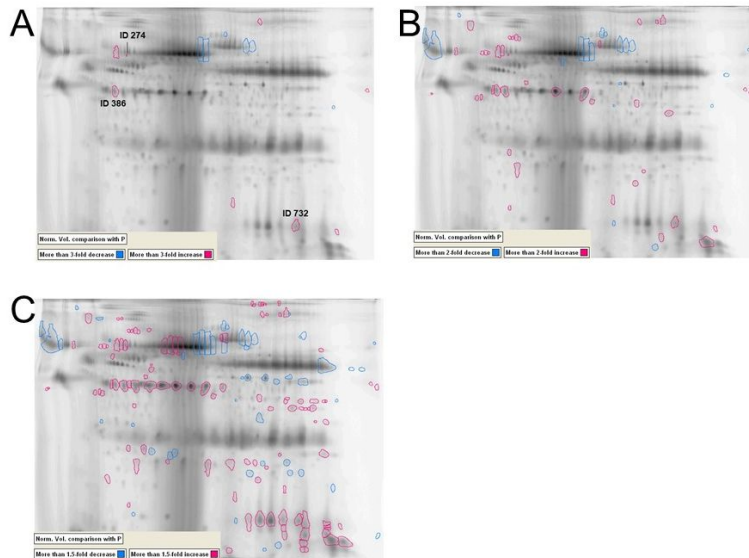 A
ID 274
ID 386
ID 732
Norm. Vol. comparison with P
More than 3-fold decrease More than 3-fold increase
B
Norm. Vol. comparison with P
More than 2-fold decrease More than 2-fold increase
C
Norm. Vol. comparison with P
More than 1.5-fold decrease More than 1.5-fold increase